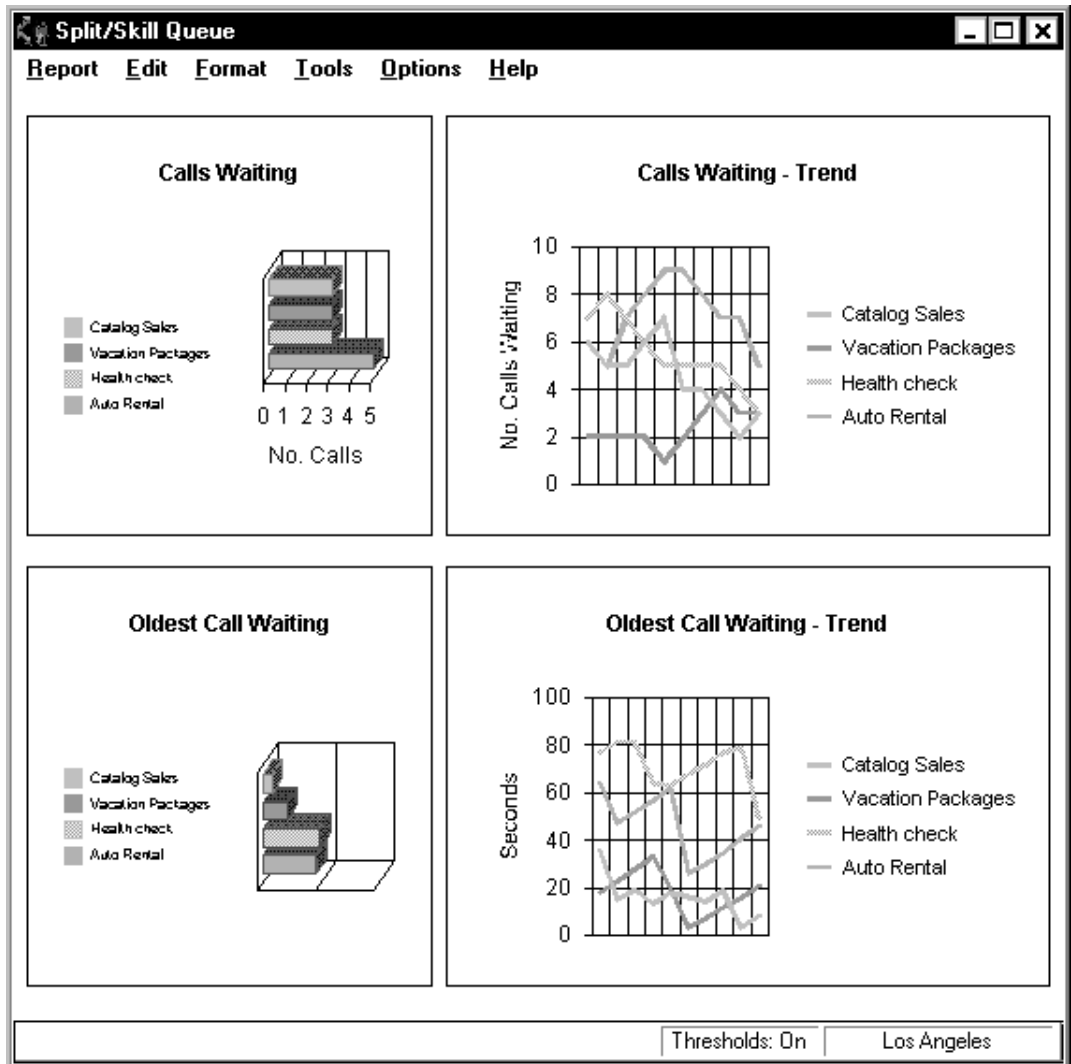 Split/Skill Queue
Report Edit Format Tools Options Help
Calls Waiting
Catalog Sales
Vacation Packages
Health check
Auto Rental
0 1 2 3 4 5
No. Calls
Calls Waiting - Trend
No. Calls Waiting
10
8
6
4
2
0
Catalog Sales
Vacation Packages
Health check
Auto Rental
Oldest Call Waiting
Catalog Sales
Vacation Packages
Health check
Auto Rental
Oldest Call Waiting - Trend
Seconds
100
80
60
40
20
0
Catalog Sales
Vacation Packages
Health check
Auto Rental
Thresholds: On
Los Angeles